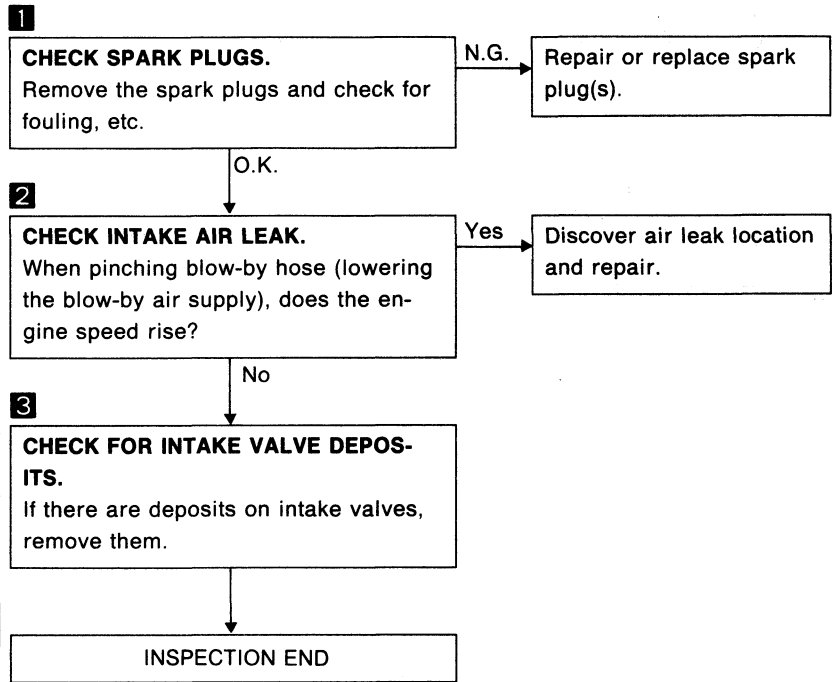 1
CHECK SPARK PLUGS.
Remove the spark plugs and check for
fouling, etc.
N.G.
Repair or replace spark
plug(s).
O.K.
2
CHECK INTAKE AIR LEAK.
When pinching blow-by hose (lowering
the blow-by air supply), does the en-
gine speed rise?
Yes
Discover air leak location
and repair.
No
3
CHECK FOR INTAKE VALVE DEPOS-
ITS.
If there are deposits on intake valves,
remove them.
INSPECTION END